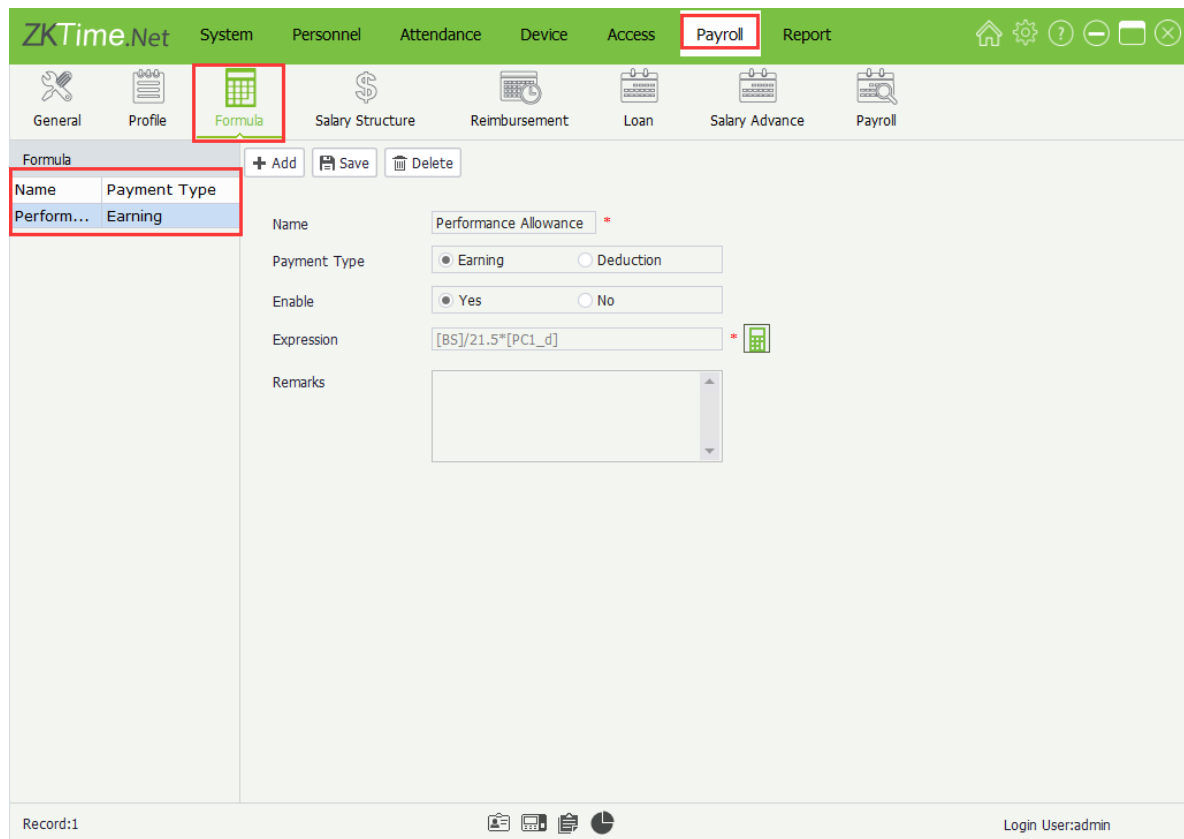 ZKTime.Net System Personnel Attendance Device Access Payroll Report
General Profile Formula Salary Structure Reimbursement Loan Salary Advance Payroll
Formula
Add Save Delete
Name Payment Type
Perform... Earning
Name Performance Allowance *
Payment Type Earning Deduction
Enable Yes No
Expression [BS]/21.5*[PC1_d] *
Remarks
Record:1 Login User:admin